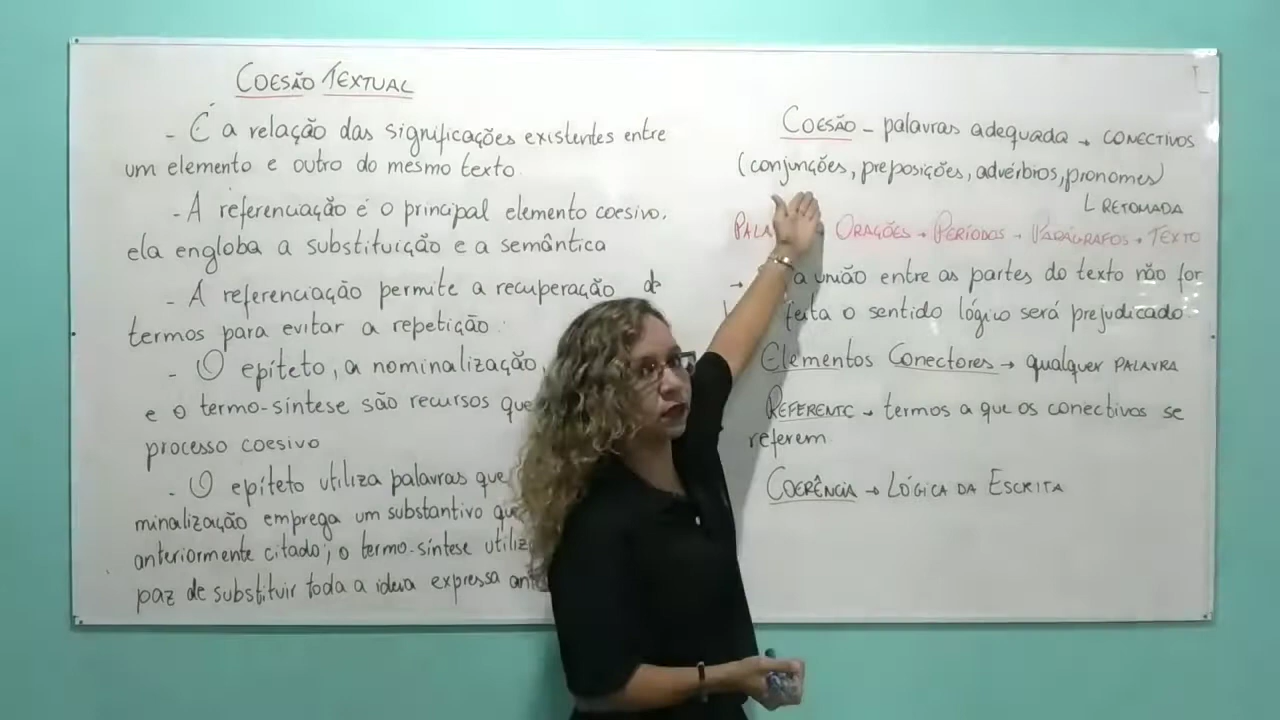 COESÃO TEXTUAL
- É a relação das significações existentes entre
um elemento e outro do mesmo texto.
- A referenciação é o principal elemento coesivo,
ela engloba a substituição e a semântica
- A referenciação permite a recuperação de
termos para evitar a repetição.
- O epíteto, a nominalização,
e o termo-síntese são recursos que
processo coesivo
- O epíteto utiliza palavras que
minalização emprega um substantivo que
anteriormente citado; o termo-síntese utiliz
paz de substituir toda a ideia expressa ant
COESÃO - palavras adequada → CONECTIVOS
(conjunções, preposições, advérbios, pronomes)
RETOMADA
PALA ORAÇÕES → PERÍODOS → PARÁGRAFOS → TEXTO
→ a união entre as partes do texto não for
feita o sentido lógico será prejudicado
Elementos Conectores → qualquer PALAVRA
REFERENTE → termos a que os conectivos se
referem
COERÊNCIA → LÓGICA DA ESCRITA